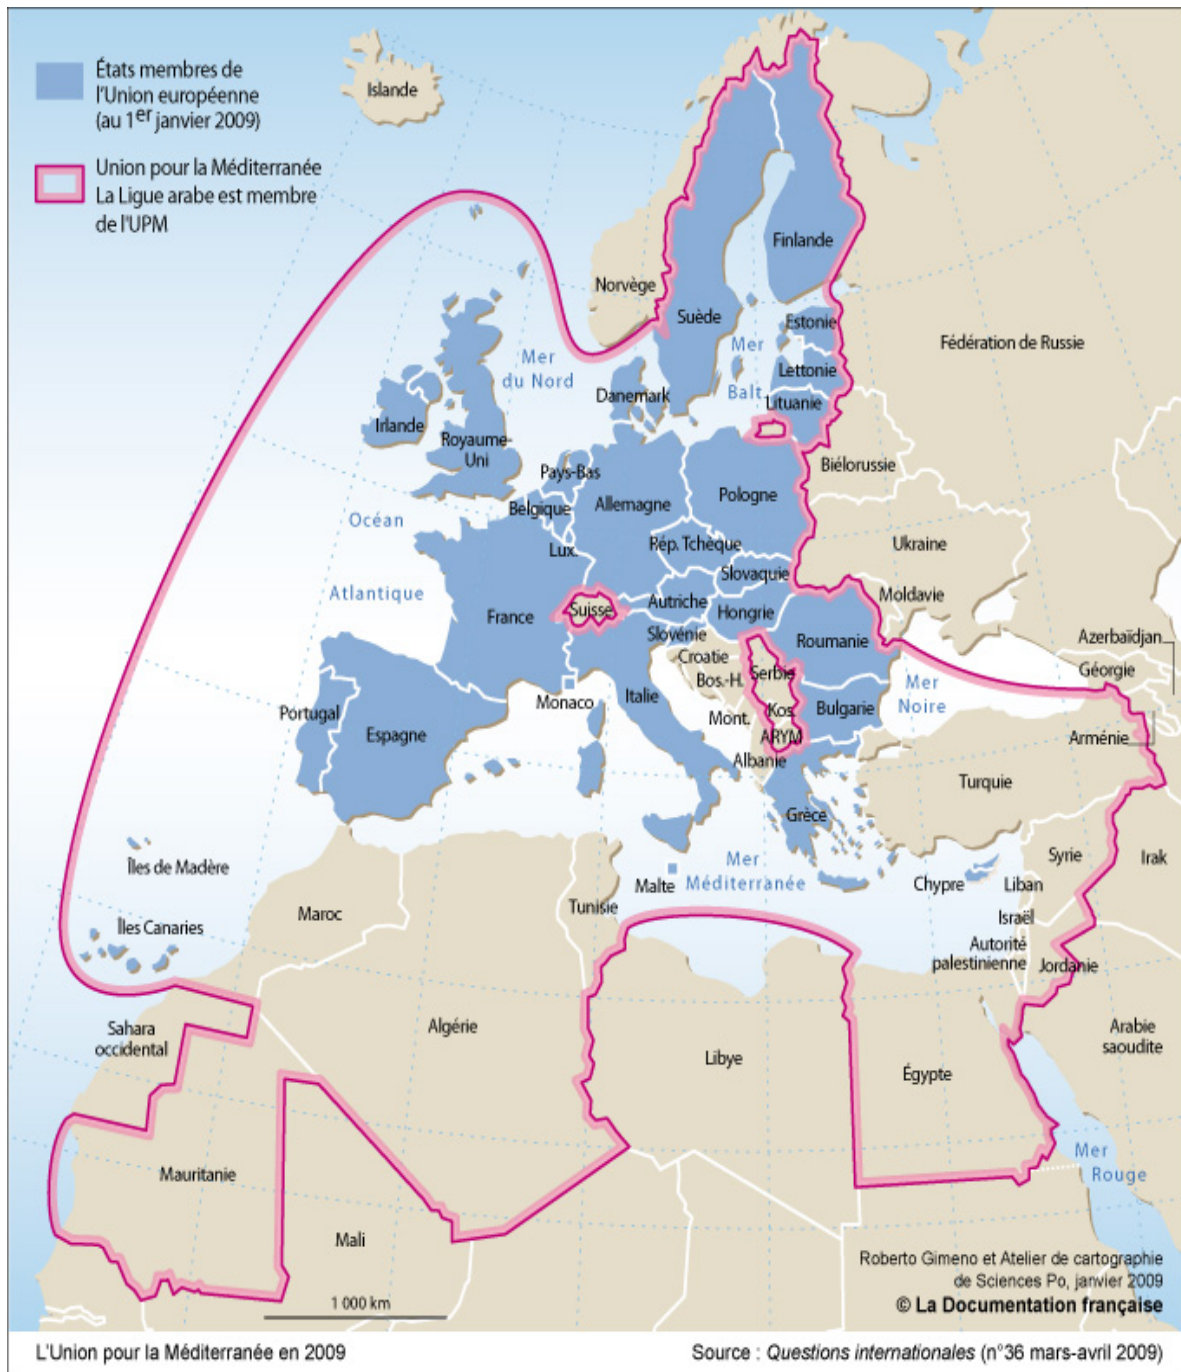 États membres de
l'Union européenne
(au 1er janvier 2009)
Union pour la Méditerranée
La Ligue arabe est membre
de l'UPM
Islande
Norvège
Finlande
Suède
Estonie
Mer
Balt
Lettonie
Lituanie
Fédération de Russie
Mer
du Nord
Danemark
Irlande
Royaume-
Uni
Pays-Bas
Belgique
Allemagne
Pologne
Biélorussie
Océan
Atlantique
Lux.
Rép. Tchèque
Slovaquie
Ukraine
Moldavie
France
Suisse
Autriche
Hongrie
Slovénie
Roumanie
Croatie
Bos.-H.
Serbie
Azerbaïdjan
Géorgie
Monaco
Italie
Mont.
Kos.
Bulgarie
Mer
Noire
Portugal
Espagne
ARYM
Albanie
Arménie
Turquie
Grèce
Îles de Madère
Malte
Mer
Méditerranée
Chypre
Syrie
Liban
Irak
Tunisie
Maroc
Îles Canaries
Israël
Autorité
palestinienne
Jordanie
Sahara
occidental
Algérie
Libye
Égypte
Arabie
saoudite
Mauritanie
Mer
Rouge
Mali
1 000 km
Roberto Gimeno et Atelier de cartographie
de Sciences Po, janvier 2009
© La Documentation française
L'Union pour la Méditerranée en 2009
Source : Questions internationales (n°36 mars-avril 2009)